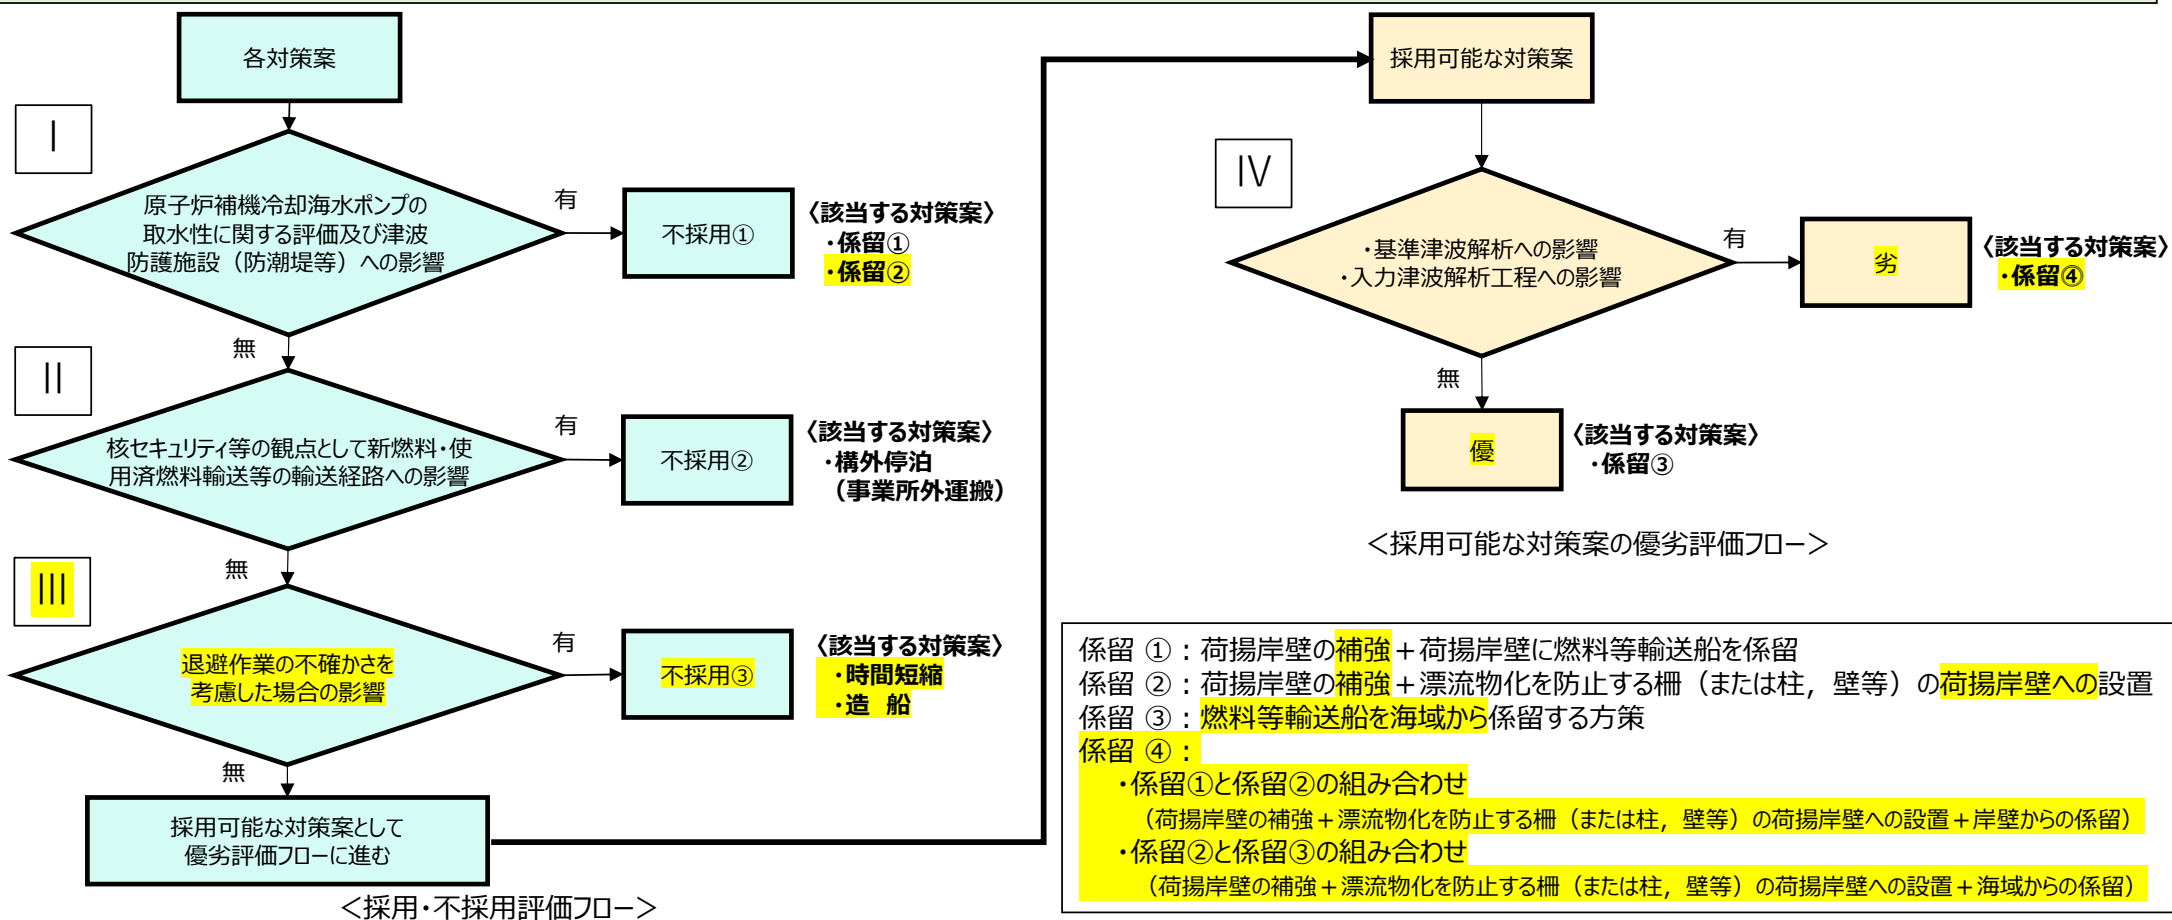 各対策案
Ⅰ
原子炉補機冷却海水ポンプの
取水性に関する評価及び津波
防護施設（防潮堤等）への影響
有
不採用①
〈該当する対策案〉
・係留①
・係留②
無
Ⅱ
核セキュリティ等の観点として新燃料・使
用済燃料輸送等の輸送経路への影響
有
不採用②
〈該当する対策案〉
・構外停泊
（事業所外運搬）
無
Ⅲ
退避作業の不確かさを
考慮した場合の影響
有
不採用③
〈該当する対策案〉
・時間短縮
・造　船
無
採用可能な対策案として
優劣評価フローに進む
＜採用・不採用評価フロー＞
採用可能な対策案
Ⅳ
・基準津波解析への影響
・入力津波解析工程への影響
有
劣
〈該当する対策案〉
・係留④
無
優
〈該当する対策案〉
・係留③
＜採用可能な対策案の優劣評価フロー＞
係留 ①：荷揚岸壁の補強＋荷揚岸壁に燃料等輸送船を係留
係留 ②：荷揚岸壁の補強＋漂流物化を防止する柵（または柱，壁等）の荷揚岸壁への設置
係留 ③：燃料等輸送船を海域から係留する方策
係留 ④：
・係留①と係留②の組み合わせ
（荷揚岸壁の補強＋漂流物化を防止する柵（または柱，壁等）の荷揚岸壁への設置＋岸壁からの係留）
・係留②と係留③の組み合わせ
（荷揚岸壁の補強＋漂流物化を防止する柵（または柱，壁等）の荷揚岸壁への設置＋海域からの係留）